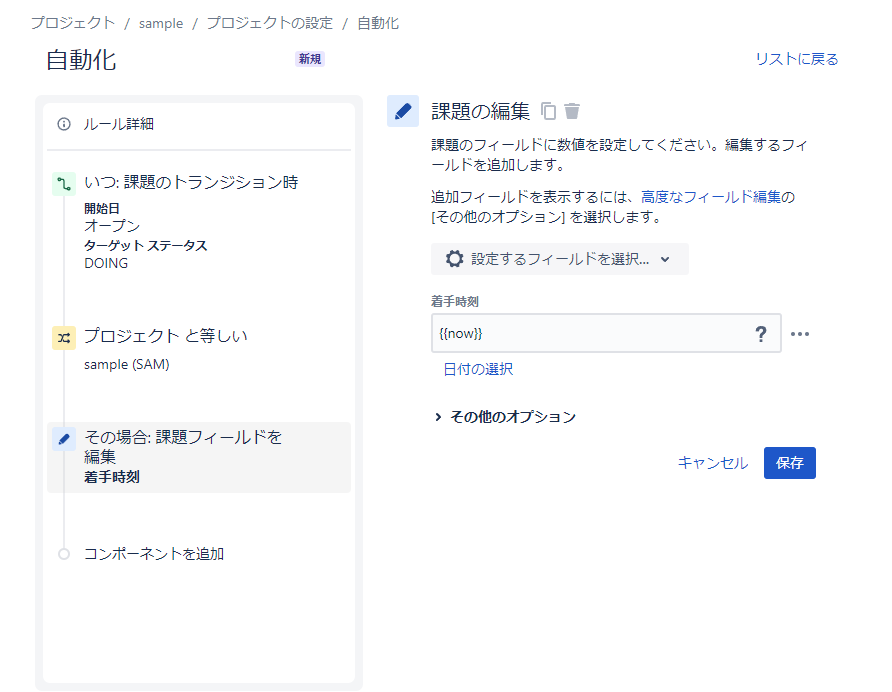 プロジェクト / sample / プロジェクトの設定 / 自動化
自動化
新規
リストに戻る
ルール詳細
いつ: 課題のトランジション時
開始日
オープン
ターゲット ステータス
DOING
プロジェクト と等しい
sample (SAM)
その場合: 課題フィールドを
編集
着手時刻
コンポーネントを追加
課題の編集
課題のフィールドに数値を設定してください。編集するフィ
ールドを追加します。
追加フィールドを表示するには、高度なフィールド編集の
[その他のオプション] を選択します。
設定するフィールドを選択...
着手時刻
{{now}}
?
日付の選択
その他のオプション
キャンセル
保存